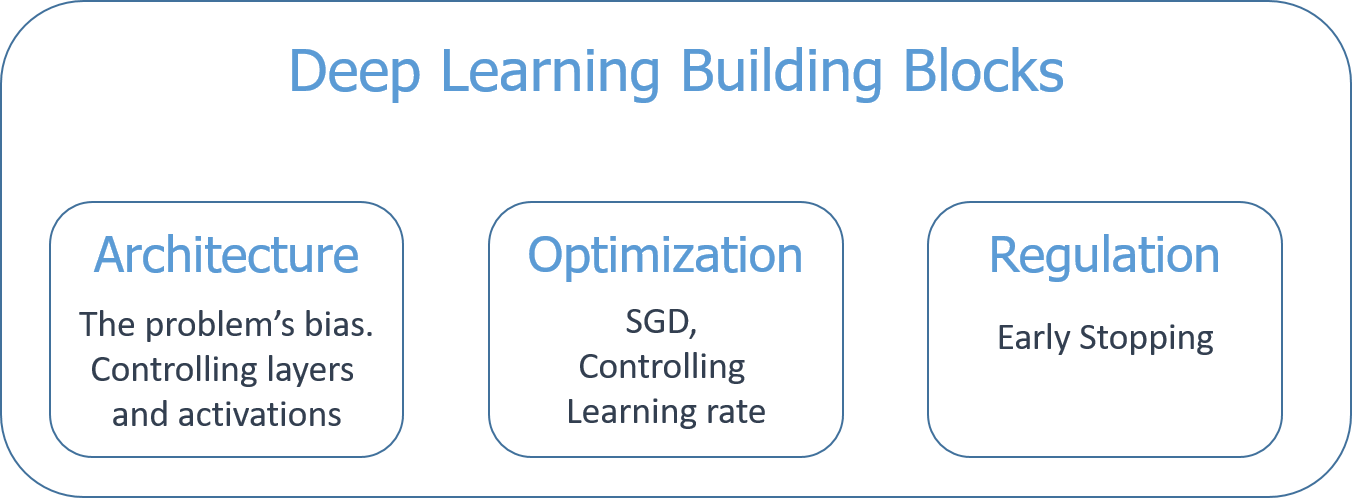 Deep Learning Building Blocks
Architecture
The problem’s bias.
Controlling layers
and activations
Optimization
SGD,
Controlling
Learning rate
Regulation
Early Stopping